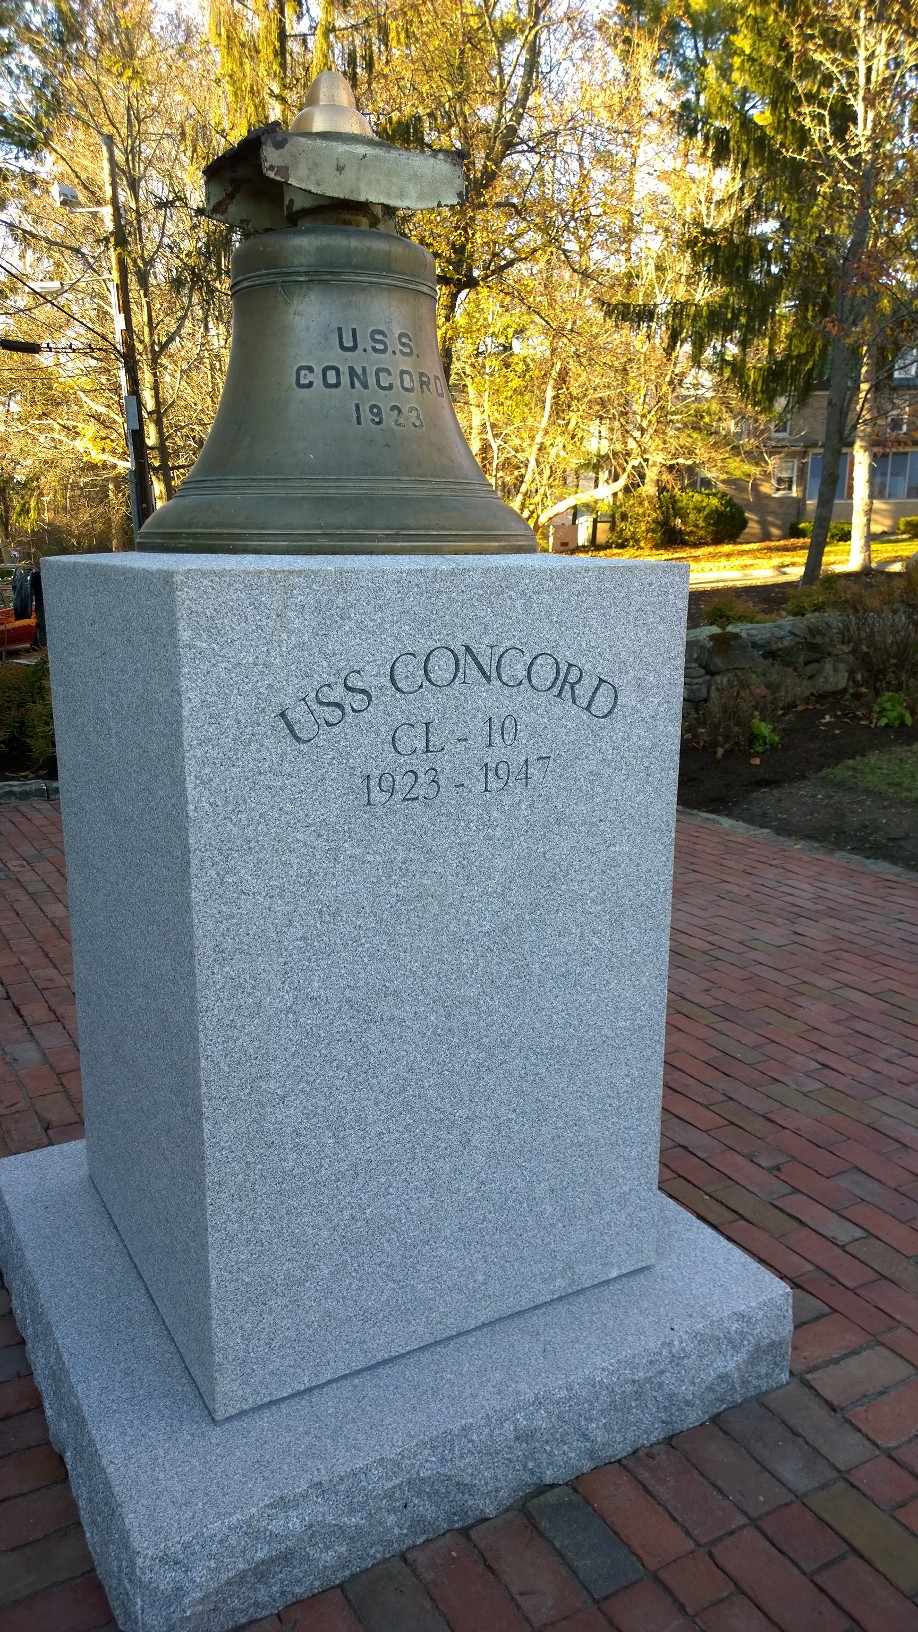 U.S.S.
CONCORD
1923
USS CONCORD
CL - 10
1923 - 1947